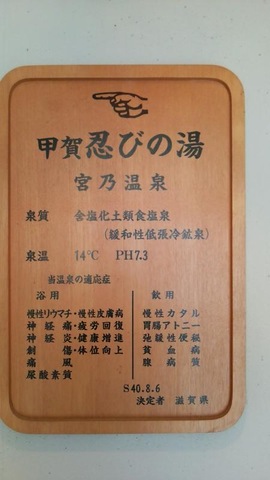 甲賀忍びの湯
宮乃温泉
泉質 含塩化土類食塩泉
(緩和性低張冷鉱泉)
泉温 14℃ PH7.3
当温泉の適応症
浴用
慢性リウマチ・慢性皮膚病
神経痛・疲労回復
神経炎・健康増進
創傷・体位向上
痛風
尿酸素質
飲用
慢性カタル
胃腸アトニー
弛緩性便秘
貧血病
腺病質
S40.8.6
決定者 滋賀県